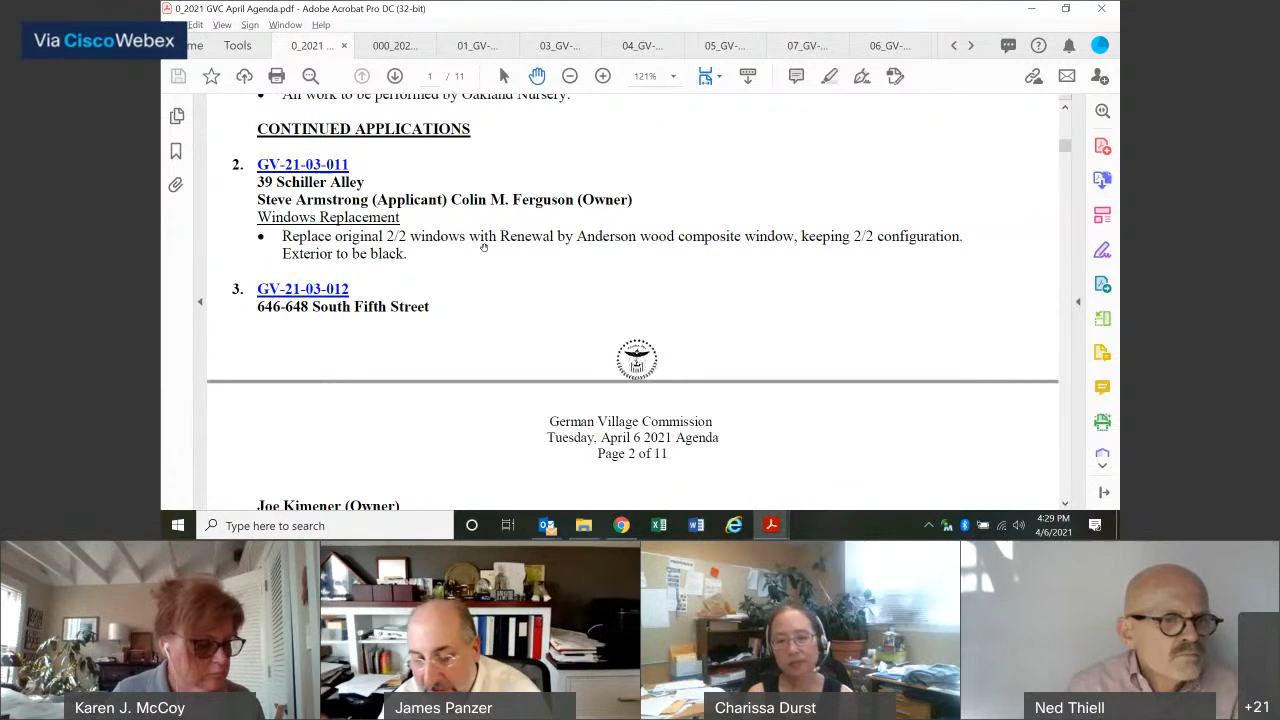 0_2021 GVC April Agenda.pdf - Adobe Acrobat Pro DC (32-bit)
Edit View Sign Window Help
Via CiscoWebex
me Tools 0_2021 ... × 000_202... 01_GV-... 03_GV-... 04_GV-... 05_GV-... 07_GV-... 06_GV-...
1 / 11 121%
All work to be performed by Oakland Nursery.
CONTINUED APPLICATIONS
2. GV-21-03-011
39 Schiller Alley
Steve Armstrong (Applicant) Colin M. Ferguson (Owner)
Windows Replacement
• Replace original 2/2 windows with Renewal by Anderson wood composite window, keeping 2/2 configuration.
Exterior to be black.
3. GV-21-03-012
646-648 South Fifth Street
German Village Commission
Tuesday, April 6 2021 Agenda
Page 2 of 11
Joe Kimener (Owner)
Type here to search
4:29 PM
4/6/2021
Karen J. McCoy
James Panzer
Charissa Durst
Ned Thiell
+21